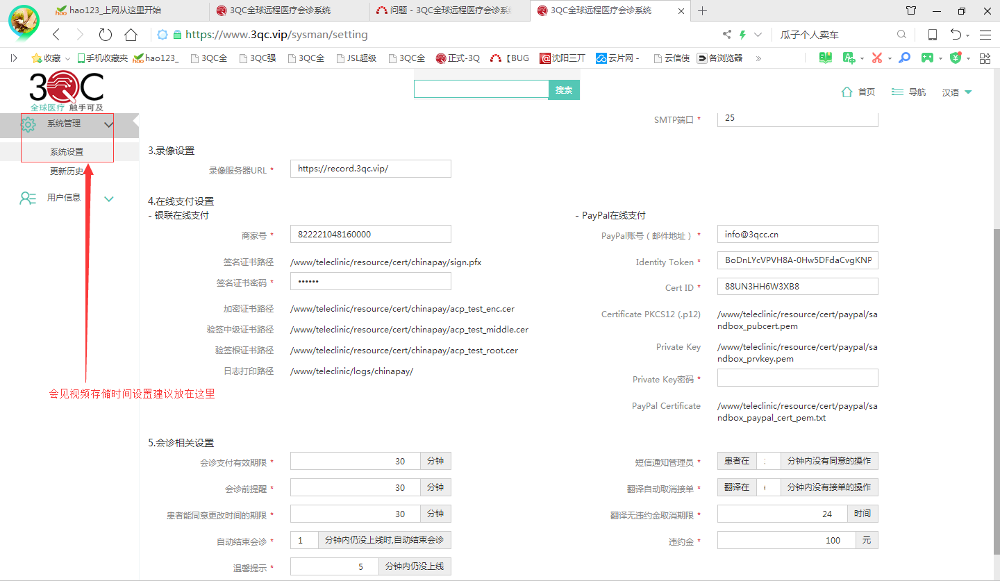 hao123_上网从这里开始
3QC全球远程医疗会诊系统
问题 - 3QC全球远程医疗会诊系
3QC全球远程医疗会诊系统
https://www.3qc.vip/sysman/setting
瓜子个人卖车
收藏
手机收藏夹
hao123_
3QC全
3QC强
3QC全
JSL超级
3QC全
正式-3Q
【BUG
沈阳三丁
云片网 -
云信使
各浏览器
3QC
全球医疗 触手可及
搜索
首页
导航
汉语
系统管理
系统设置
更新历史
用户信息
SMTP端口 *
25
3.录像设置
录像服务器URL *
https://record.3qc.vip/
4.在线支付设置
- 银联在线支付
- PayPal在线支付
商家号 *
822221048160000
PayPal账号（邮件地址） *
info@3qcc.cn
签名证书路径
/www/teleclinic/resource/cert/chinapay/sign.pfx
Identity Token *
BoDnLYcVPVH8A-0Hw5DFdaCvgKNP
签名证书密码 *
••••••
Cert ID *
88UN3HH6W3XB8
加密证书路径
/www/teleclinic/resource/cert/chinapay/acp_test_enc.cer
Certificate PKCS12 (.p12)
/www/teleclinic/resource/cert/paypal/sa
ndbox_pubcert.pem
验签中级证书路径
/www/teleclinic/resource/cert/chinapay/acp_test_middle.cer
验签根证书路径
/www/teleclinic/resource/cert/chinapay/acp_test_root.cer
Private Key
/www/teleclinic/resource/cert/paypal/sa
ndbox_prvkey.pem
日志打印路径
/www/teleclinic/logs/chinapay/
Private Key密码 *
PayPal Certificate
/www/teleclinic/resource/cert/paypal/sa
ndbox_paypal_cert_pem.txt
会见视频存储时间设置建议放在这里
5.会诊相关设置
会诊支付有效期限 *
30
分钟
短信通知管理员 *
患者在
分钟内没有同意的操作
会诊前提醒 *
30
分钟
翻译自动取消接单 *
翻译在
分钟内没有接单的操作
患者能同意更改时间的期限 *
30
分钟
翻译无违约金取消期限 *
24
时间
自动结束会诊 *
1
分钟内仍没上线时,自动结束会诊
违约金 *
100
元
温馨提示 *
5
分钟内仍没上线